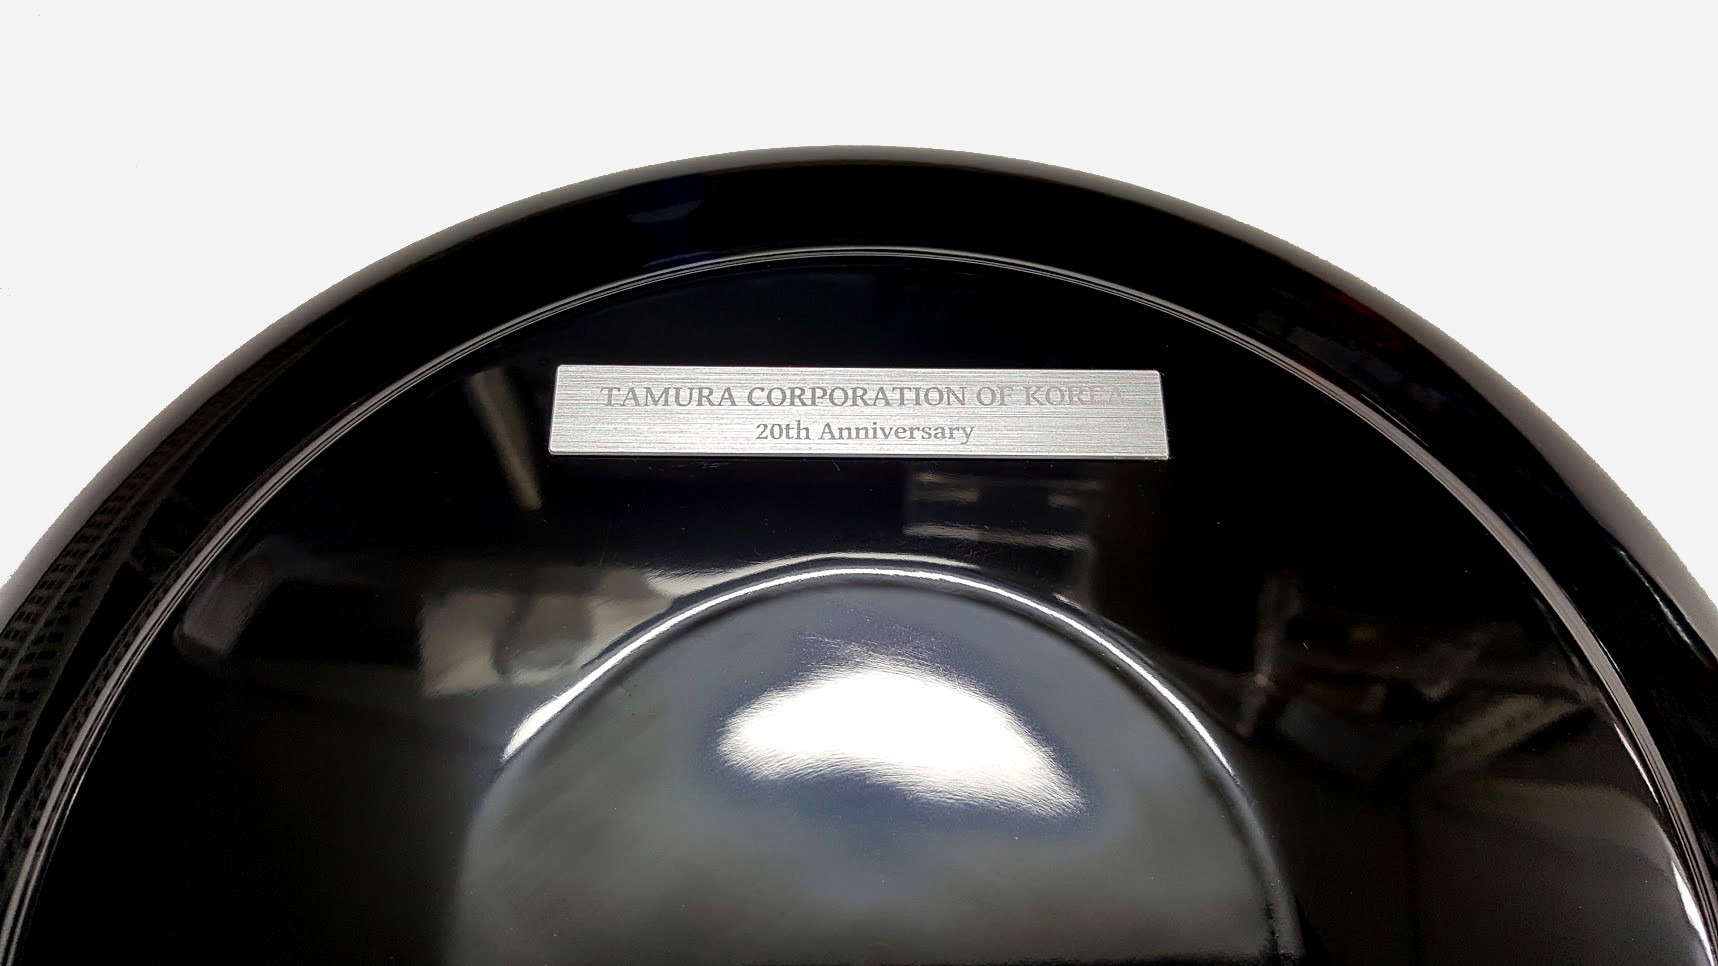 TAMURA CORPORATION OF KOREA
20th Anniversary